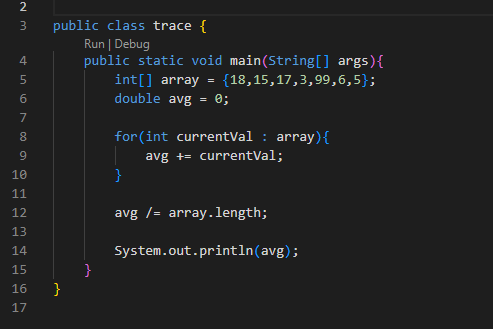 2
3 public class trace {
Run | Debug
4 public static void main(String[] args){
5 int[] array = {18,15,17,3,99,6,5};
6 double avg = 0;
7
8 for(int currentVal : array){
9 avg += currentVal;
10 }
11
12 avg /= array.length;
13
14 System.out.println(avg);
15 }
16 }
17